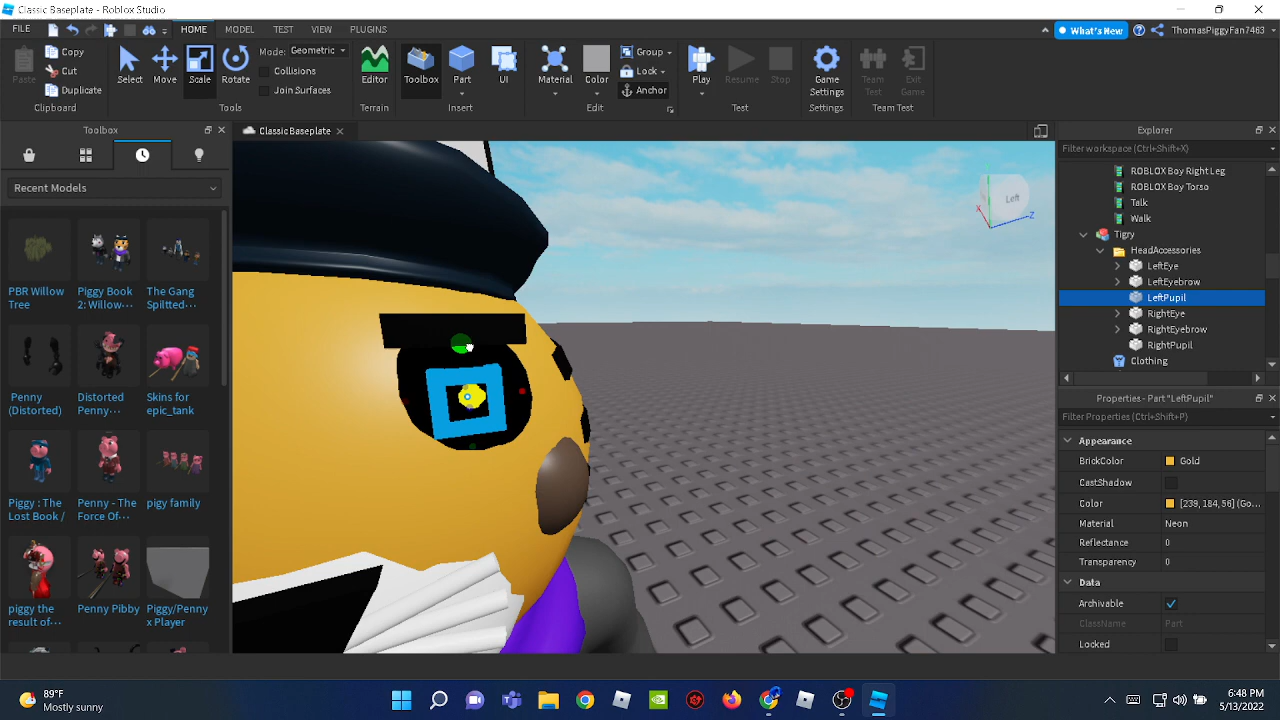 Classic Baseplate - Roblox Studio
FILE HOME MODEL TEST VIEW PLUGINS What's New ThomasPiggyFan7463
Paste Copy Cut Duplicate Clipboard
Select Move Scale Rotate Mode: Geometric Collisions Join Surfaces Tools
Editor Terrain
Toolbox Part UI Insert
Material Color Group Lock Anchor Edit
Play Resume Stop Test
Game Settings Settings
Team Test Exit Game Team Test
Toolbox
Recent Models
PBR Willow Tree
Piggy Book 2: Willow···
The Gang Spiltted···
Penny (Distorted)
Distorted Penny···
Skins for epic_tank
Piggy : The Lost Book /
Penny - The Force Of···
pigy family
piggy the result of···
Penny Pibby
Piggy/Penny x Player
Classic Baseplate
Left
X
Z
Explorer
Filter workspace (Ctrl+Shift+X)
ROBLOX Boy Right Leg
ROBLOX Boy Torso
Talk
Walk
Tigry
HeadAccessories
LeftEye
LeftEyebrow
LeftPupil
RightEye
RightEyebrow
RightPupil
Clothing
Properties - Part "LeftPupil"
Filter Properties (Ctrl+Shift+P)
Appearance
BrickColor Gold
CastShadow
Color [239,184,56] (Go...
Material Neon
Reflectance 0
Transparency 0
Data
Archivable
ClassName Part
Locked
89°F
Mostly sunny
6:48 PM
5/3/2022